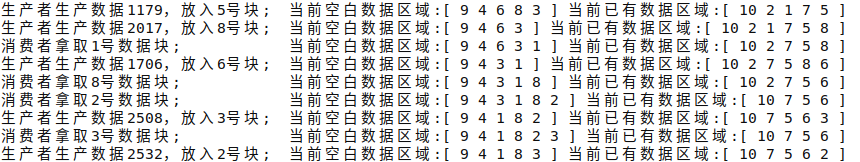 生产者生产数据1179，放入5号块； 当前空白数据区域:[ 9 4 6 8 3 ] 当前已有数据区域:[ 10 2 1 7 5 ]
生产者生产数据2017，放入8号块； 当前空白数据区域:[ 9 4 6 3 ] 当前已有数据区域:[ 10 2 1 7 5 8 ]
消费者拿取1号数据块； 当前空白数据区域:[ 9 4 6 3 1 ] 当前已有数据区域:[ 10 2 7 5 8 ]
生产者生产数据1706，放入6号块； 当前空白数据区域:[ 9 4 3 1 ] 当前已有数据区域:[ 10 2 7 5 8 6 ]
消费者拿取8号数据块； 当前空白数据区域:[ 9 4 3 1 8 ] 当前已有数据区域:[ 10 2 7 5 6 ]
消费者拿取2号数据块； 当前空白数据区域:[ 9 4 3 1 8 2 ] 当前已有数据区域:[ 10 7 5 6 ]
生产者生产数据2508，放入3号块； 当前空白数据区域:[ 9 4 1 8 2 ] 当前已有数据区域:[ 10 7 5 6 3 ]
消费者拿取3号数据块； 当前空白数据区域:[ 9 4 1 8 2 3 ] 当前已有数据区域:[ 10 7 5 6 ]
生产者生产数据2532，放入2号块； 当前空白数据区域:[ 9 4 1 8 3 ] 当前已有数据区域:[ 10 7 5 6 2 ]